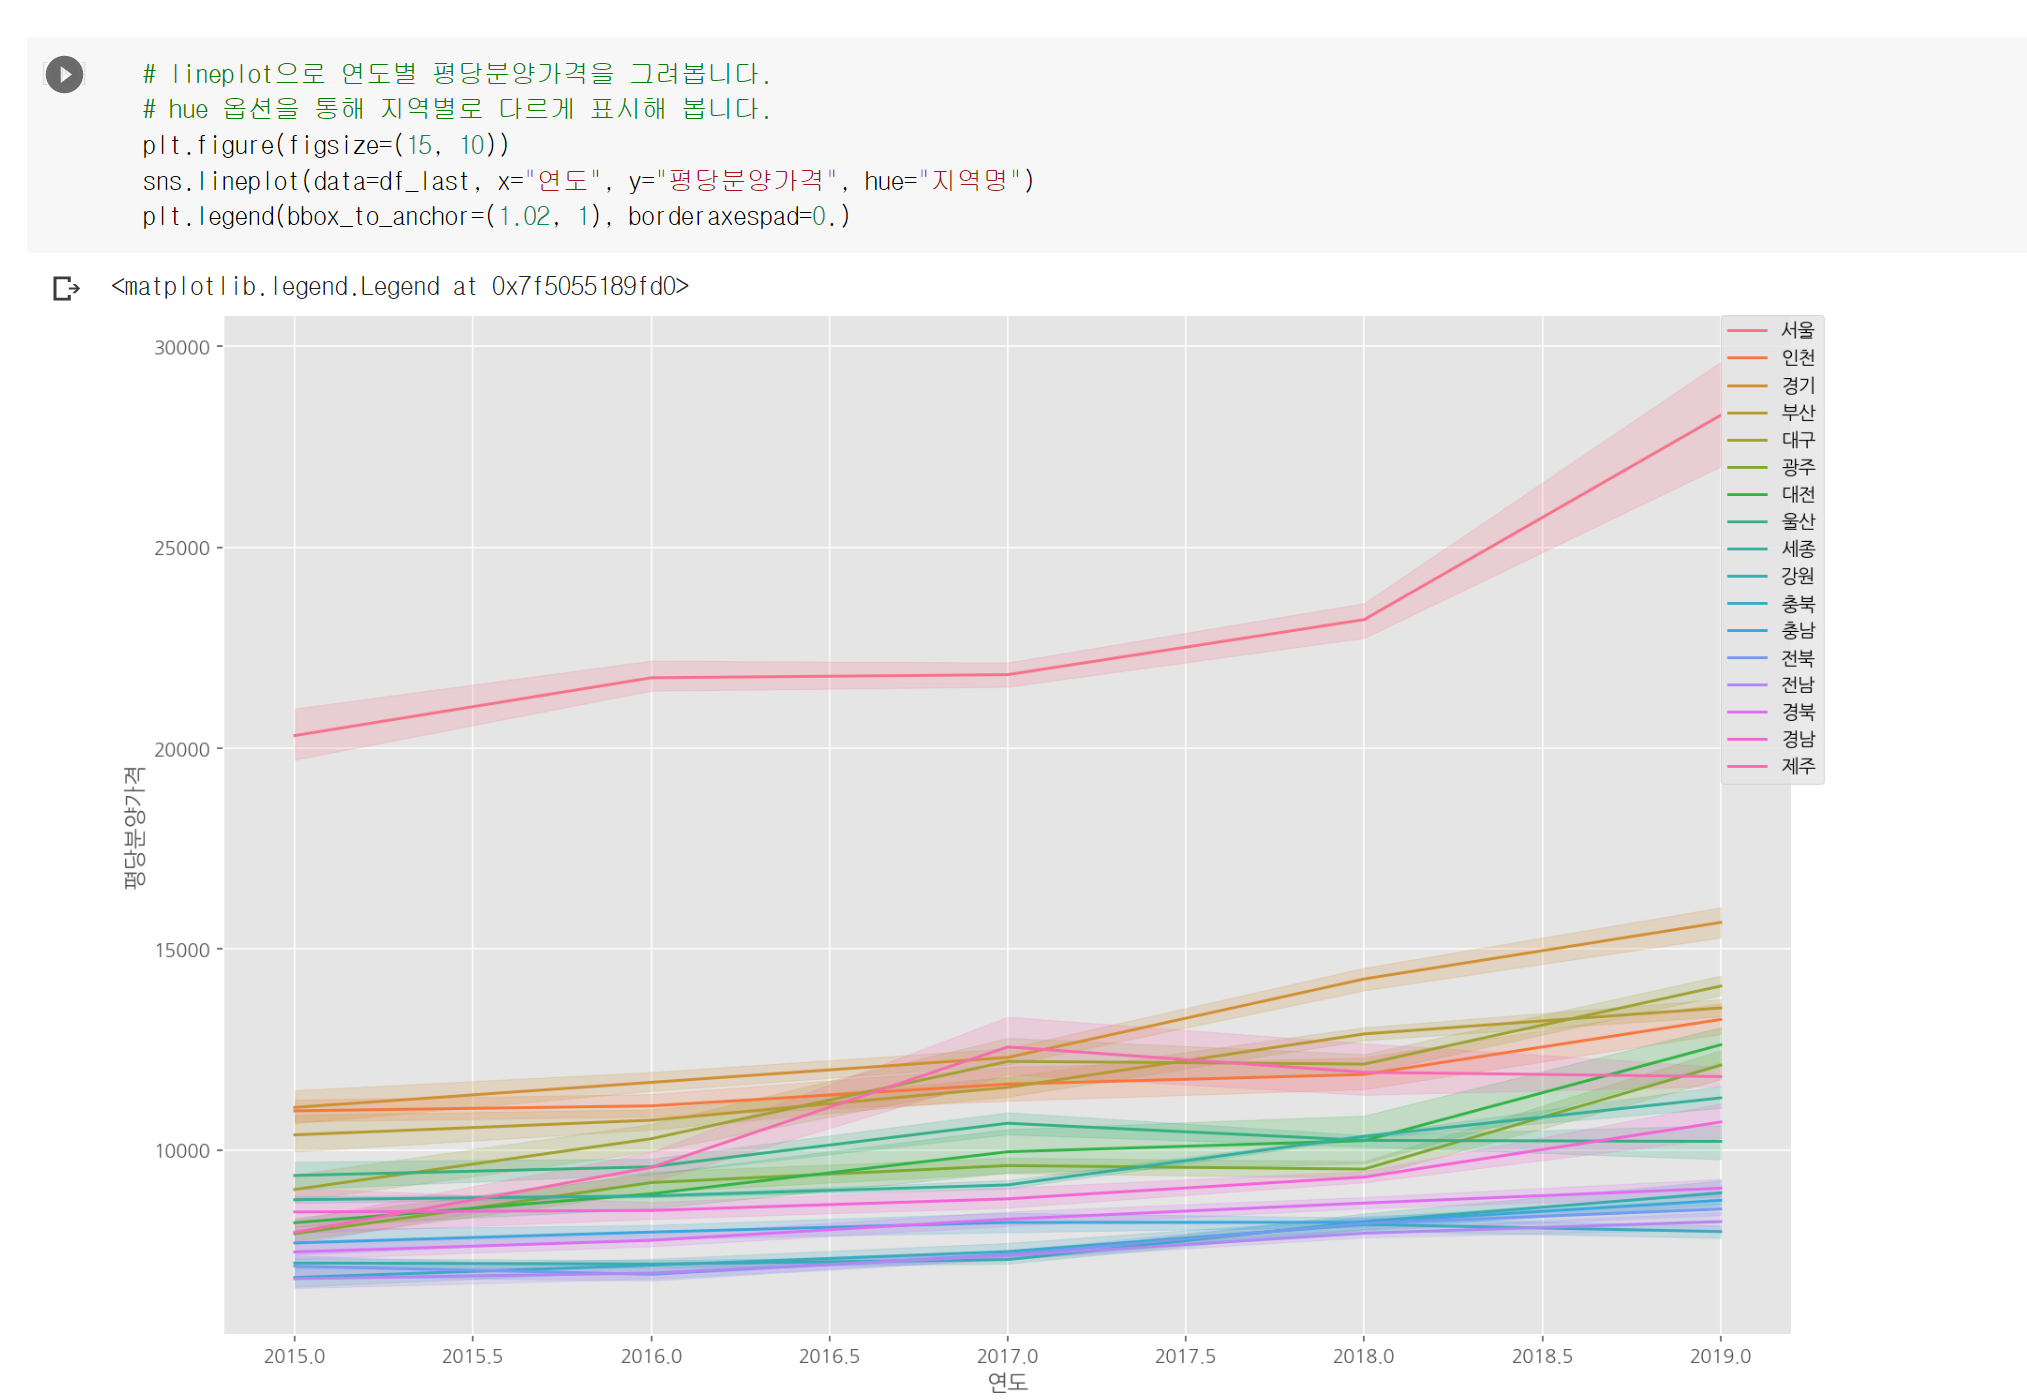 # lineplot으로 연도별 평당분양가격을 그려봅니다.
# hue 옵션을 통해 지역별로 다르게 표시해 봅니다.
plt.figure(figsize=(15, 10))
sns.lineplot(data=df_last, x="연도", y="평당분양가격", hue="지역명")
plt.legend(bbox_to_anchor=(1.02, 1), borderaxespad=0.)
<matplotlib.legend.Legend at 0x7f5055189fd0>
30000
25000
20000
15000
10000
평당분양가격
서울
인천
경기
부산
대구
광주
대전
울산
세종
강원
충북
충남
전북
전남
경북
경남
제주
2015.0 2015.5 2016.0 2016.5 2017.0 2017.5 2018.0 2018.5 2019.0
연도